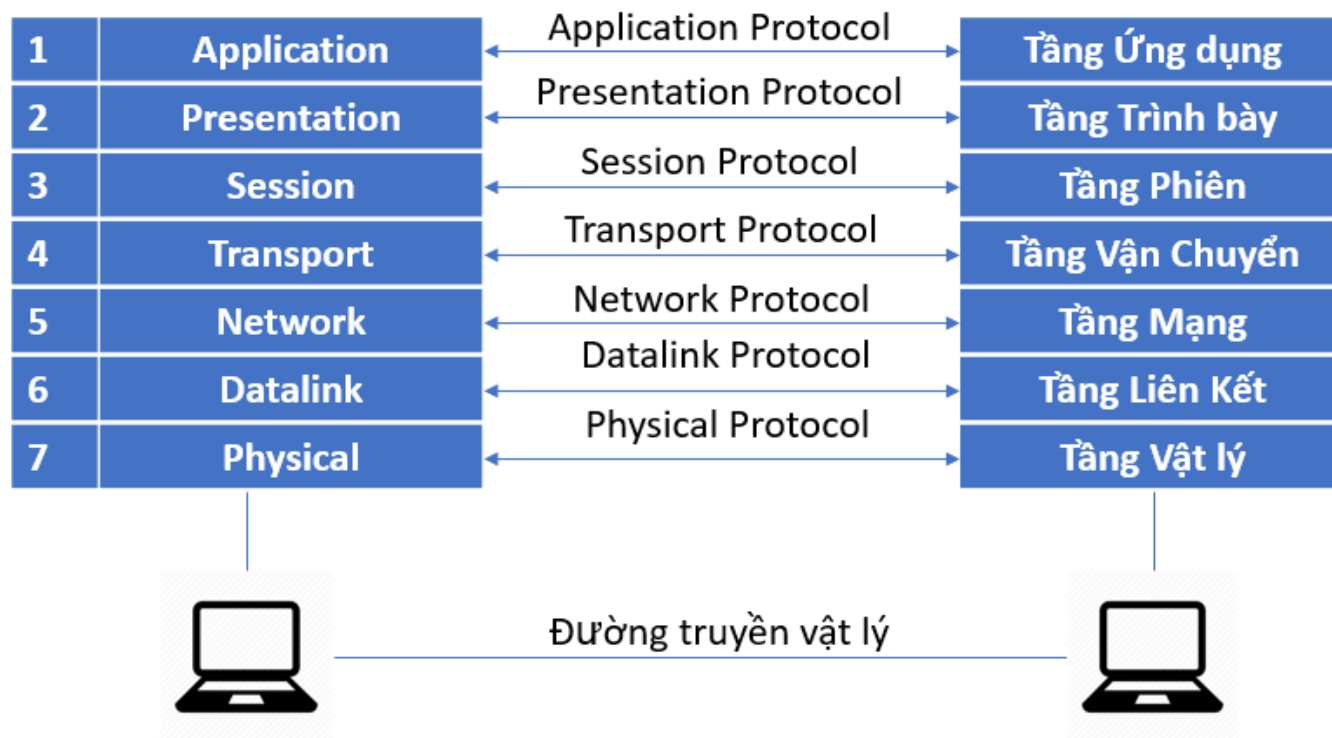 1 Application Application Protocol Tầng Ứng dụng
2 Presentation Presentation Protocol Tầng Trình bày
3 Session Session Protocol Tầng Phiên
4 Transport Transport Protocol Tầng Vận Chuyển
5 Network Network Protocol Tầng Mạng
6 Datalink Datalink Protocol Tầng Liên Kết
7 Physical Physical Protocol Tầng Vật lý
Đường truyền vật lý